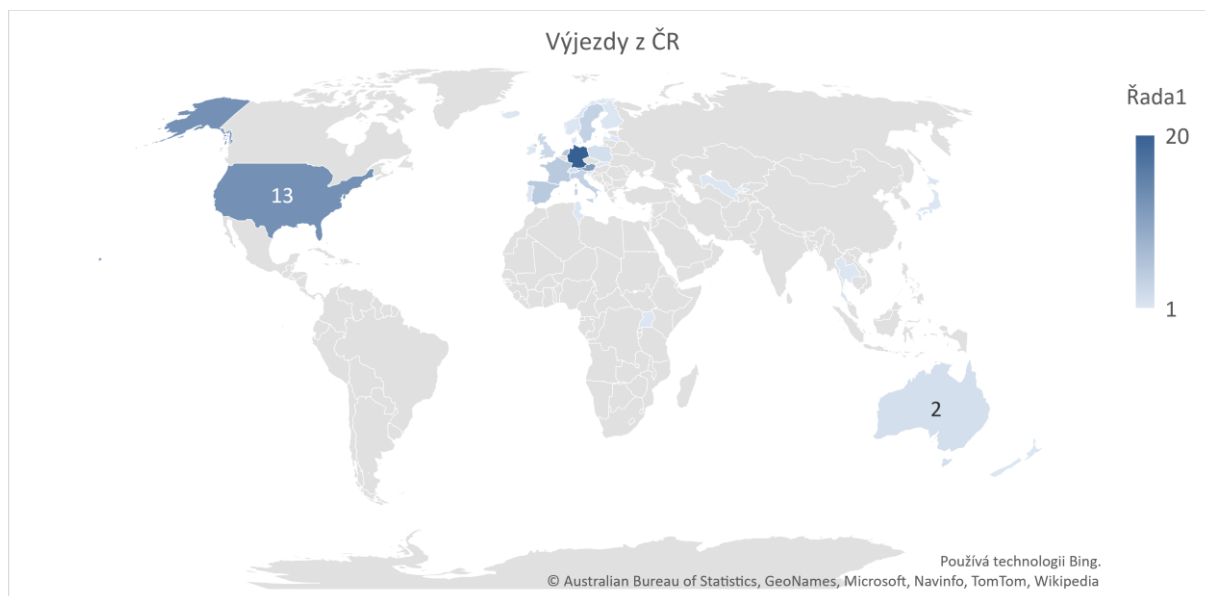 Výjezdy z ČR
Řada1
20
1
13
2
Používá technologii Bing.
© Australian Bureau of Statistics, GeoNames, Microsoft, Navinfo, TomTom, Wikipedia